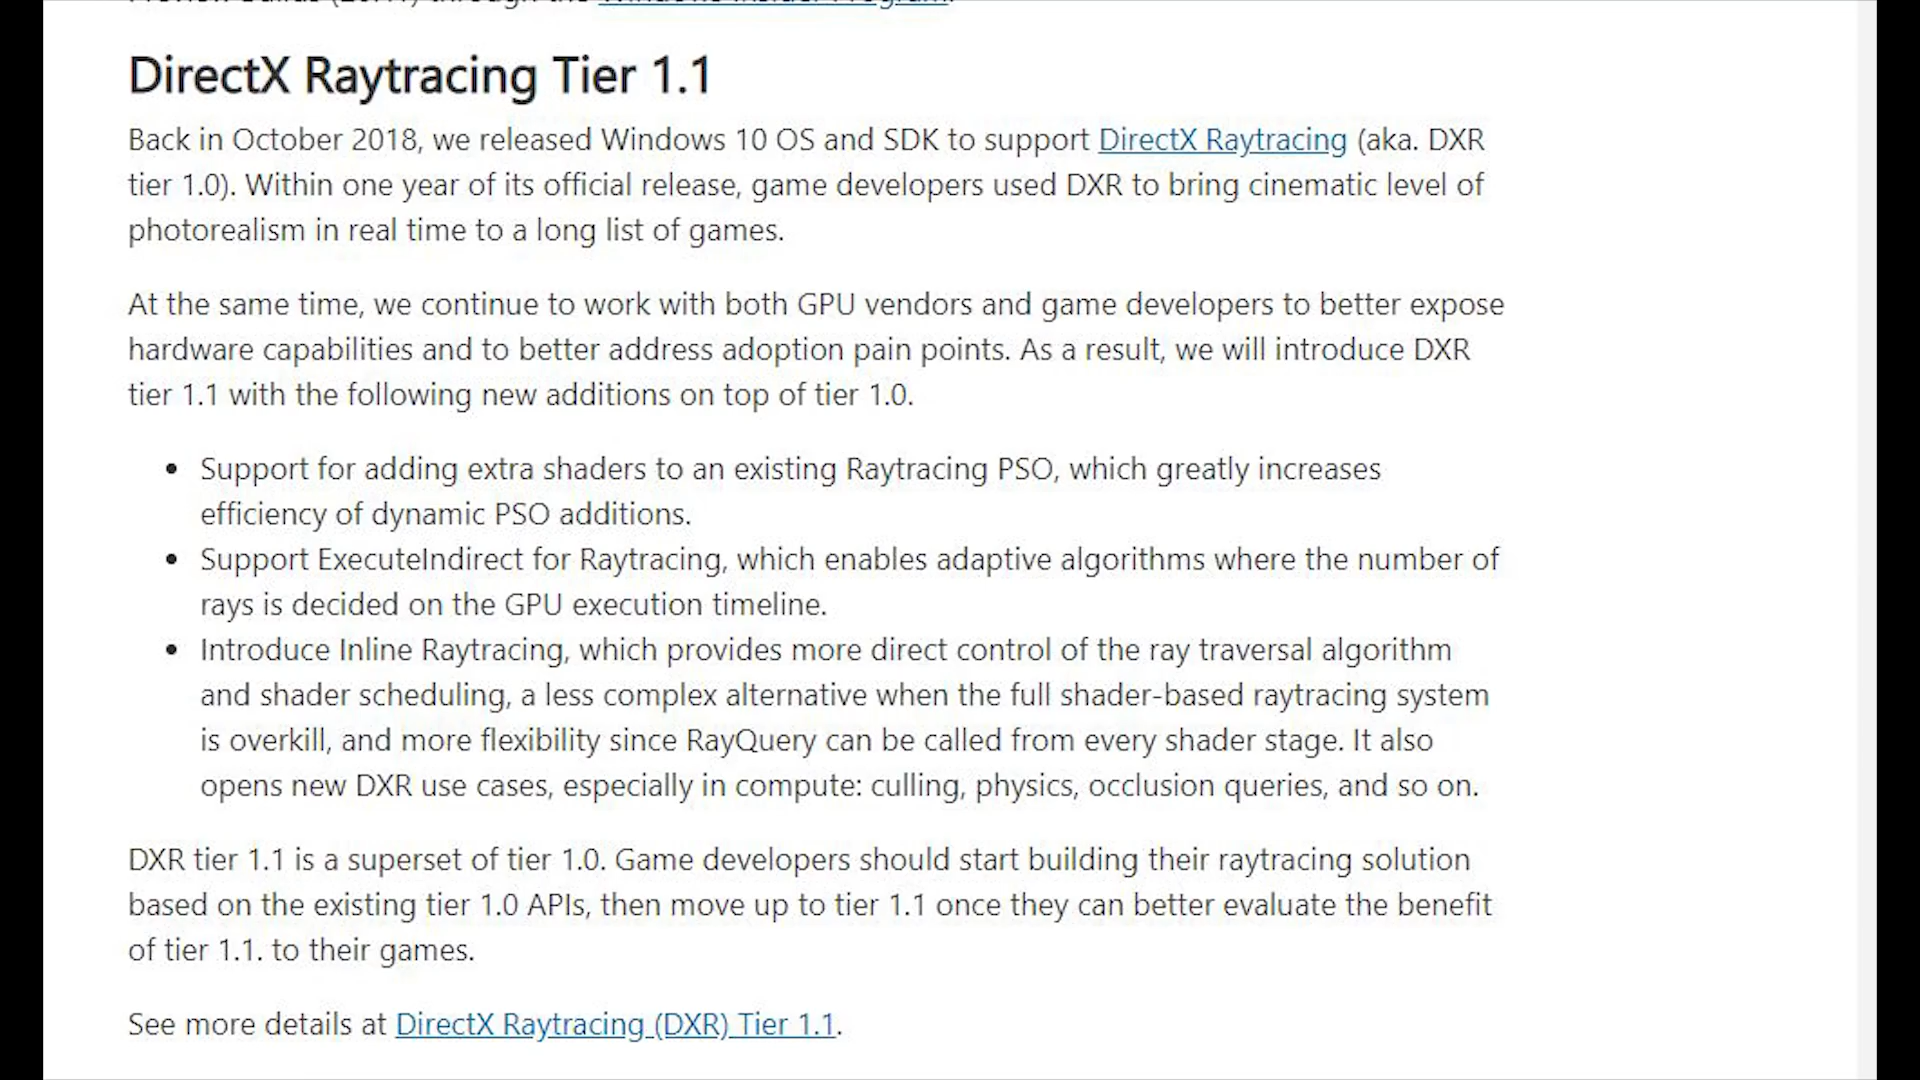 DirectX Raytracing Tier 1.1
Back in October 2018, we released Windows 10 OS and SDK to support DirectX Raytracing (aka. DXR
tier 1.0). Within one year of its official release, game developers used DXR to bring cinematic level of
photorealism in real time to a long list of games.
At the same time, we continue to work with both GPU vendors and game developers to better expose
hardware capabilities and to better address adoption pain points. As a result, we will introduce DXR
tier 1.1 with the following new additions on top of tier 1.0.
• Support for adding extra shaders to an existing Raytracing PSO, which greatly increases
efficiency of dynamic PSO additions.
• Support ExecuteIndirect for Raytracing, which enables adaptive algorithms where the number of
rays is decided on the GPU execution timeline.
• Introduce Inline Raytracing, which provides more direct control of the ray traversal algorithm
and shader scheduling, a less complex alternative when the full shader-based raytracing system
is overkill, and more flexibility since RayQuery can be called from every shader stage. It also
opens new DXR use cases, especially in compute: culling, physics, occlusion queries, and so on.
DXR tier 1.1 is a superset of tier 1.0. Game developers should start building their raytracing solution
based on the existing tier 1.0 APIs, then move up to tier 1.1 once they can better evaluate the benefit
of tier 1.1. to their games.
See more details at DirectX Raytracing (DXR) Tier 1.1.